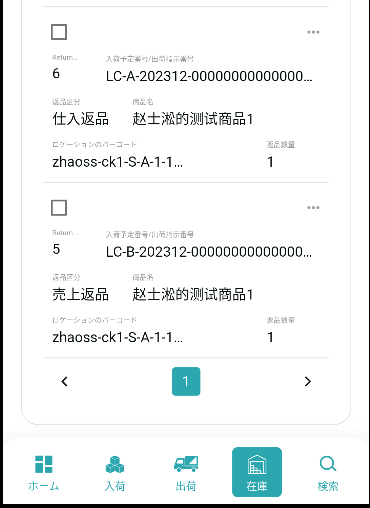 Return...
入荷予定番号/出荷指示番号
6
LC-A-202312-00000000000000...
返品区分
商品名
仕入返品
赵士淞的测试商品1
ロケーションのバーコード
返品数量
zhaoss-ck1-S-A-1-1...
1
Return...
入荷予定番号/出荷指示番号
5
LC-B-202312-00000000000000...
返品区分
商品名
売上返品
赵士淞的测试商品1
ロケーションのバーコード
返品数量
zhaoss-ck1-S-A-1-1...
1
1
ホーム
入荷
出荷
在庫
検索